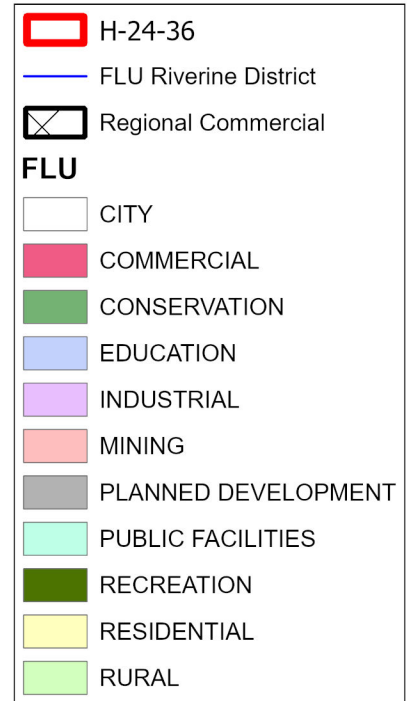 H-24-36
FLU Riverine District
Regional Commercial
FLU
CITY
COMMERCIAL
CONSERVATION
EDUCATION
INDUSTRIAL
MINING
PLANNED DEVELOPMENT
PUBLIC FACILITIES
RECREATION
RESIDENTIAL
RURAL